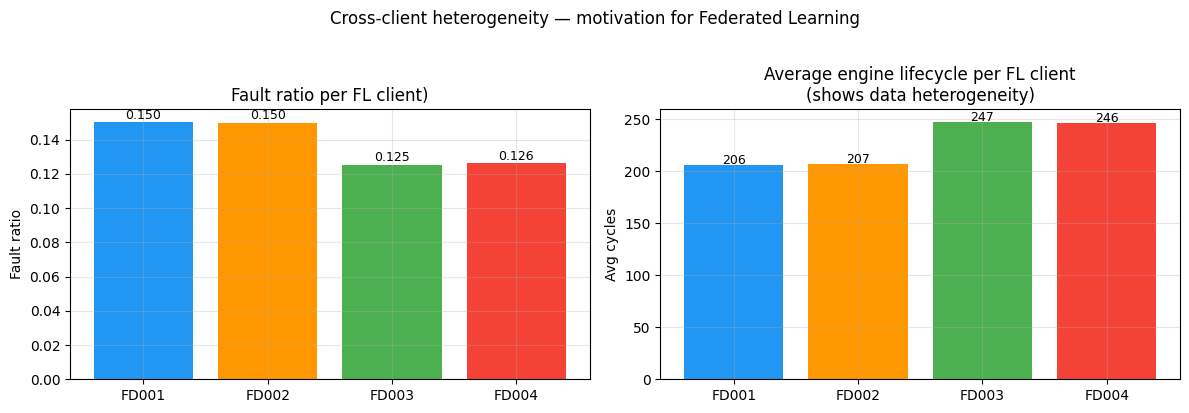 Cross-client heterogeneity — motivation for Federated Learning
Fault ratio per FL client)
Fault ratio
0.14
0.12
0.10
0.08
0.06
0.04
0.02
0.00
0.150
0.150
0.125
0.126
FD001
FD002
FD003
FD004
Average engine lifecycle per FL client
(shows data heterogeneity)
Avg cycles
250
200
150
100
50
0
206
207
247
246
FD001
FD002
FD003
FD004